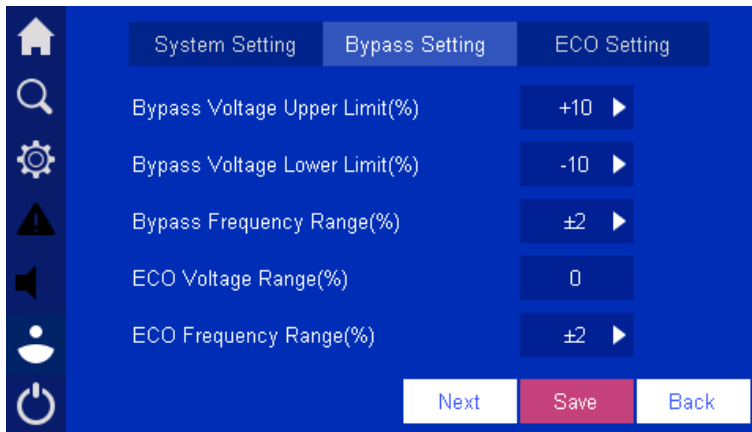 System Setting Bypass Setting ECO Setting
Bypass Voltage Upper Limit(%) +10
Bypass Voltage Lower Limit(%) -10
Bypass Frequency Range(%) ±2
ECO Voltage Range(%) 0
ECO Frequency Range(%) ±2
Next Save Back